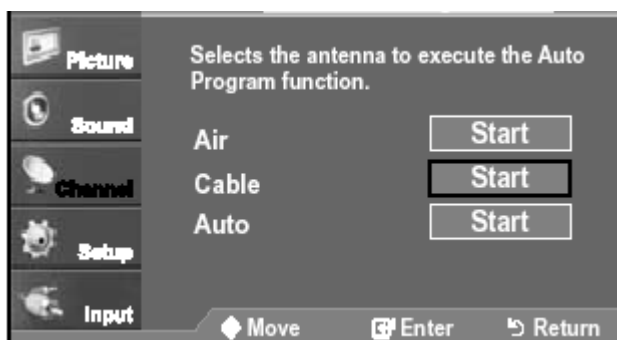 Picture
Sound
Channel
Setup
Input
Selects the antenna to execute the Auto
Program function.
Air Start
Cable Start
Auto Start
Move Enter Return